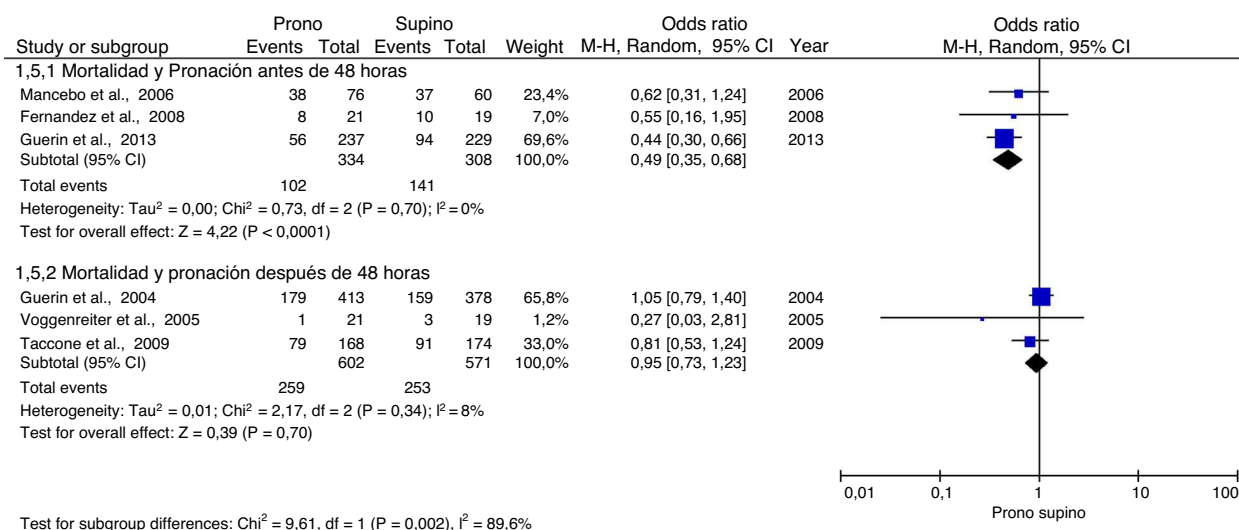 Prono Supino Odds ratio Odds ratio
Study or subgroup Events Total Events Total Weight M-H, Random, 95% CI Year M-H, Random, 95% CI
1,5,1 Mortalidad y Pronación antes de 48 horas
Mancebo et al., 2006 38 76 37 60 23,4% 0,62 [0,31, 1,24] 2006
Fernandez et al., 2008 8 21 10 19 7,0% 0,55 [0,16, 1,95] 2008
Guerin et al., 2013 56 237 94 229 69,6% 0,44 [0,30, 0,66] 2013
Subtotal (95% CI) 334 308 100,0% 0,49 [0,35, 0,68]
Total events 102 141
Heterogeneity: Tau² = 0,00; Chi² = 0,73, df = 2 (P = 0,70); I² = 0%
Test for overall effect: Z = 4,22 (P < 0,0001)
1,5,2 Mortalidad y pronación después de 48 horas
Guerin et al., 2004 179 413 159 378 65,8% 1,05 [0,79, 1,40] 2004
Voggenreiter et al., 2005 1 21 3 19 1,2% 0,27 [0,03, 2,81] 2005
Taccone et al., 2009 79 168 91 174 33,0% 0,81 [0,53, 1,24] 2009
Subtotal (95% CI) 602 571 100,0% 0,95 [0,73, 1,23]
Total events 259 253
Heterogeneity: Tau² = 0,01; Chi² = 2,17, df = 2 (P = 0,34); I² = 8%
Test for overall effect: Z = 0,39 (P = 0,70)
0,01 0,1 1 10 100
Prono supino
Test for subgroup differences: Chi² = 9,61, df = 1 (P = 0,002), I² = 89,6%